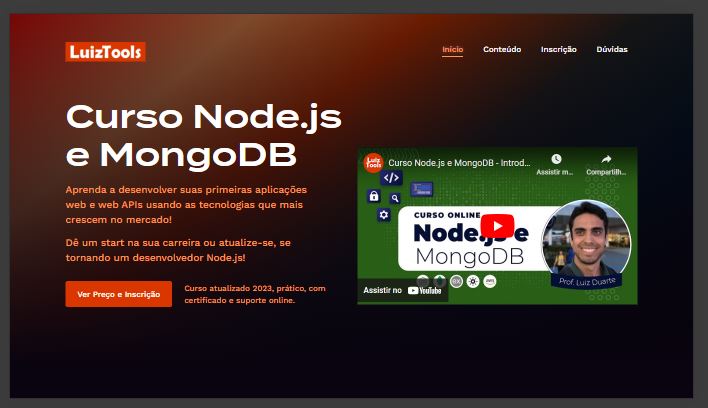 LuizTools
Início
Conteúdo
Inscrição
Dúvidas
Curso Node.js
e MongoDB
Aprenda a desenvolver suas primeiras aplicações
web e web APIs usando as tecnologias que mais
crescem no mercado!
Dê um start na sua carreira ou atualize-se, se
tornando um desenvolvedor Node.js!
Ver Preço e Inscrição
Curso atualizado 2023, prático, com
certificado e suporte online.
Luiz
Tools
Curso Node.js e MongoDB - Introd...
Assistir m...
Compartilh...
CURSO ONLINE
Node.js e
MongoDB
Prof. Luiz Duarte
Assistir no YouTube